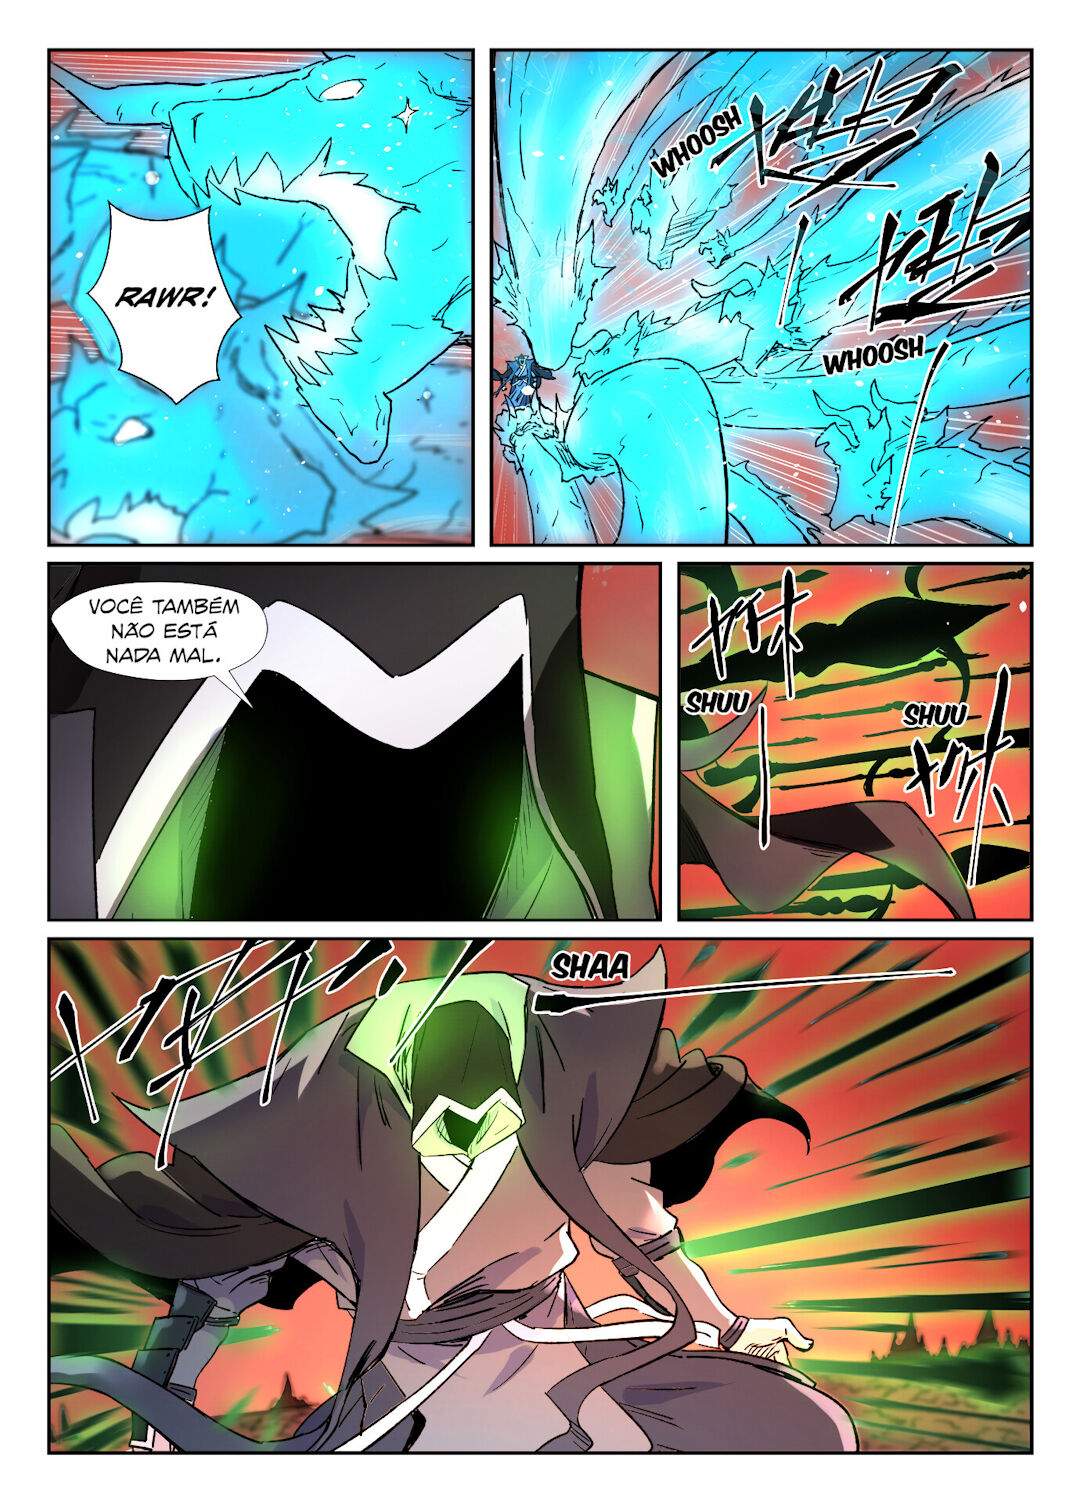 RAWR!
WHOOSH
WHOOSH
VOCÊ TAMBÉM
NÃO ESTÁ
NADA MAL.
SHUU
SHUU
SHAA